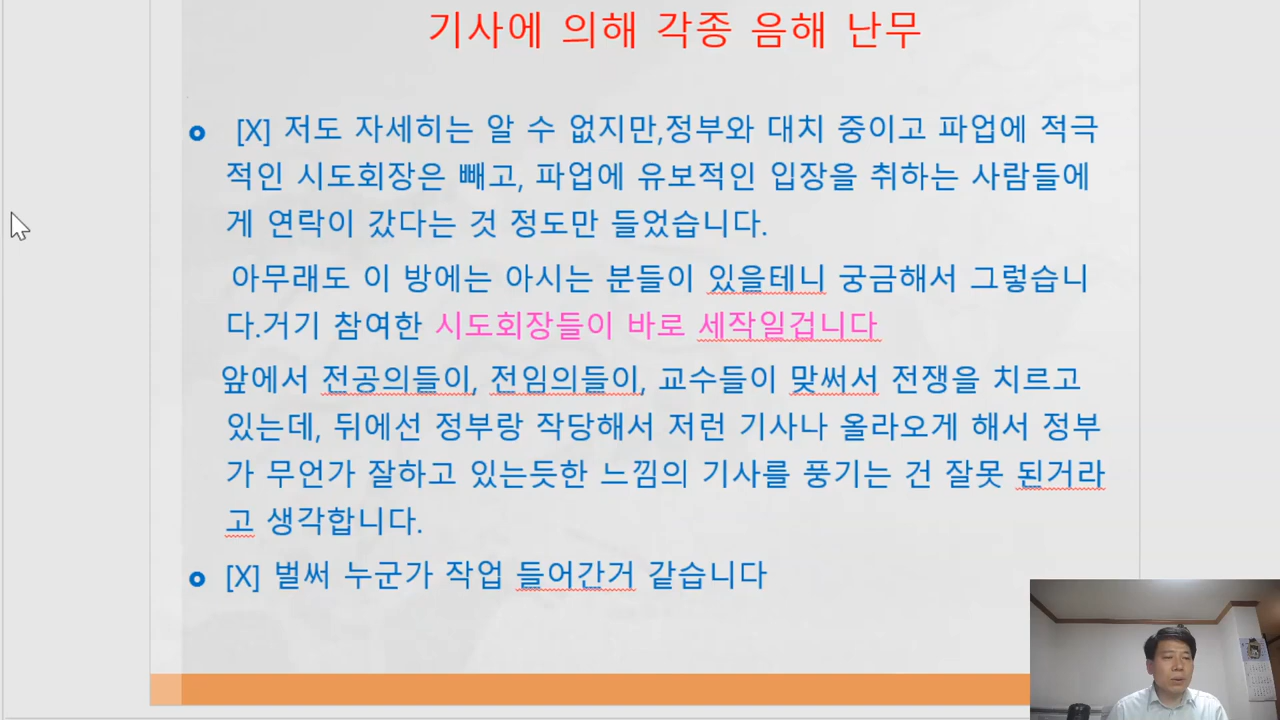 기사에 의해 각종 음해 난무
[X] 저도 자세히는 알 수 없지만,정부와 대치 중이고 파업에 적극
적인 시도회장은 빼고, 파업에 유보적인 입장을 취하는 사람들에
게 연락이 갔다는 것 정도만 들었습니다.
아무래도 이 방에는 아시는 분들이 있을테니 궁금해서 그렇습니
다.거기 참여한 시도회장들이 바로 세작일겁니다
앞에서 전공의들이, 전임의들이, 교수들이 맞써서 전쟁을 치르고
있는데, 뒤에선 정부랑 작당해서 저런 기사나 올라오게 해서 정부
가 무언가 잘하고 있는듯한 느낌의 기사를 풍기는 건 잘못 된거라
고 생각합니다.
[X] 벌써 누군가 작업 들어간거 같습니다